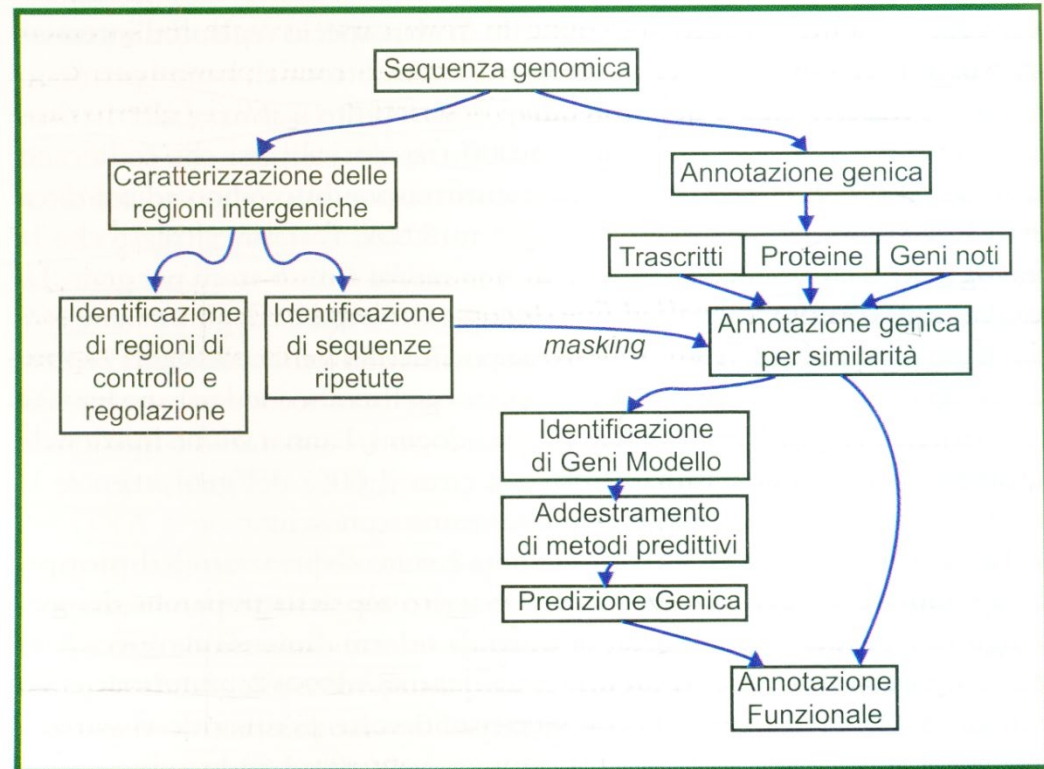 Sequenza genomica
Caratterizzazione delle
regioni intergeniche
Annotazione genica
Trascritti
Proteine
Geni noti
Identificazione
di regioni di
controllo e
regolazione
Identificazione
di sequenze
ripetute
masking
Annotazione genica
per similarità
Identificazione
di Geni Modello
Addestramento
di metodi predittivi
Predizione Genica
Annotazione
Funzionale